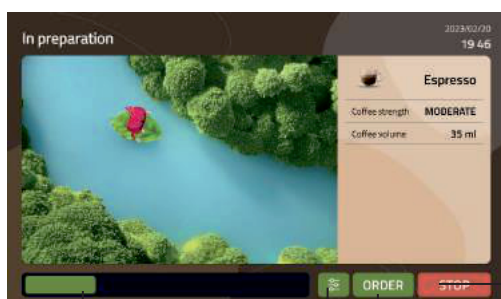 In preparation
2023/02/20
19 46
Espresso
Coffee strength MODERATE
Coffee volume 35 ml
ORDER STOP